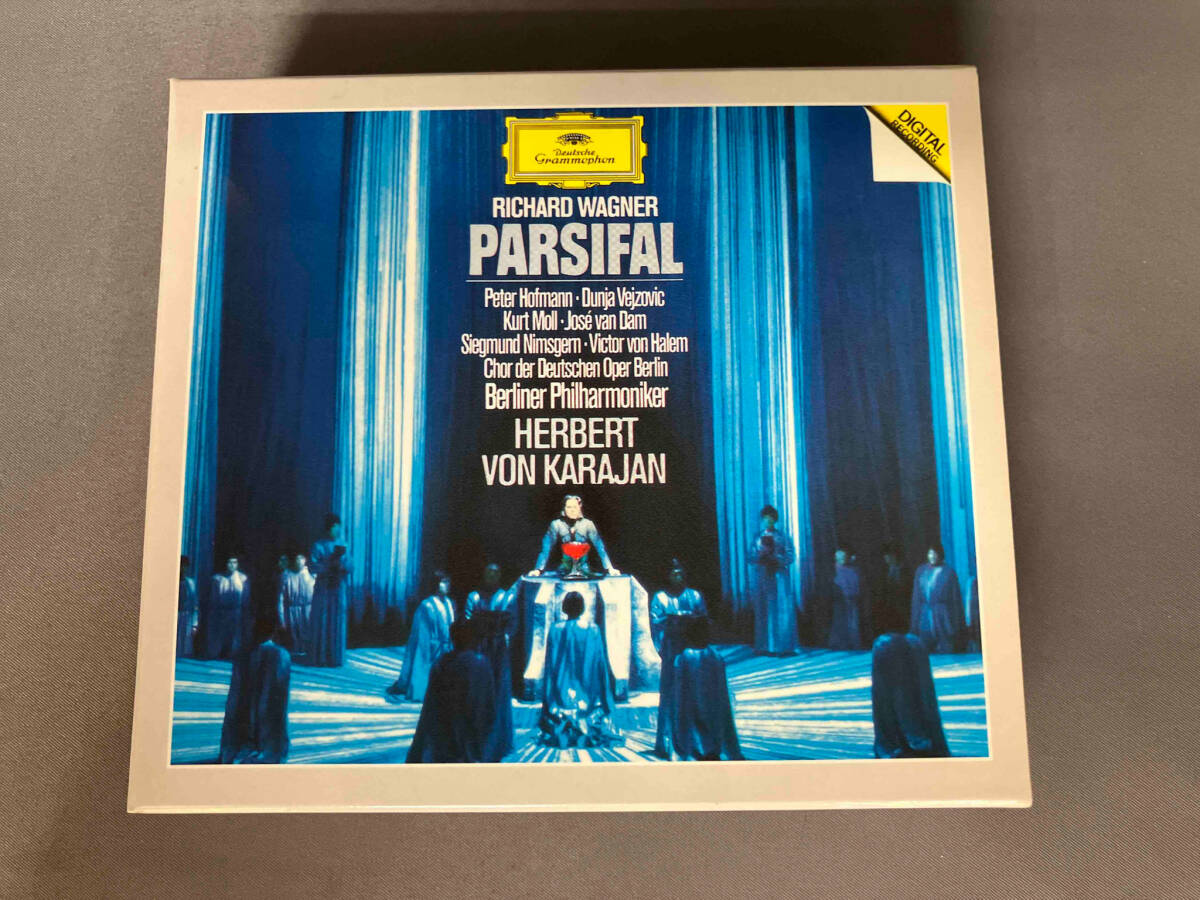 Deutsche
Grammophon
DIGITAL
RECORDING
RICHARD WAGNER
PARSIFAL
Peter Hofmann · Dunja Vejzovic
Kurt Moll · José van Dam
Siegmund Nimsgern · Victor von Halem
Chor der Deutschen Oper Berlin
Berliner Philharmoniker
HERBERT
VON KARAJAN